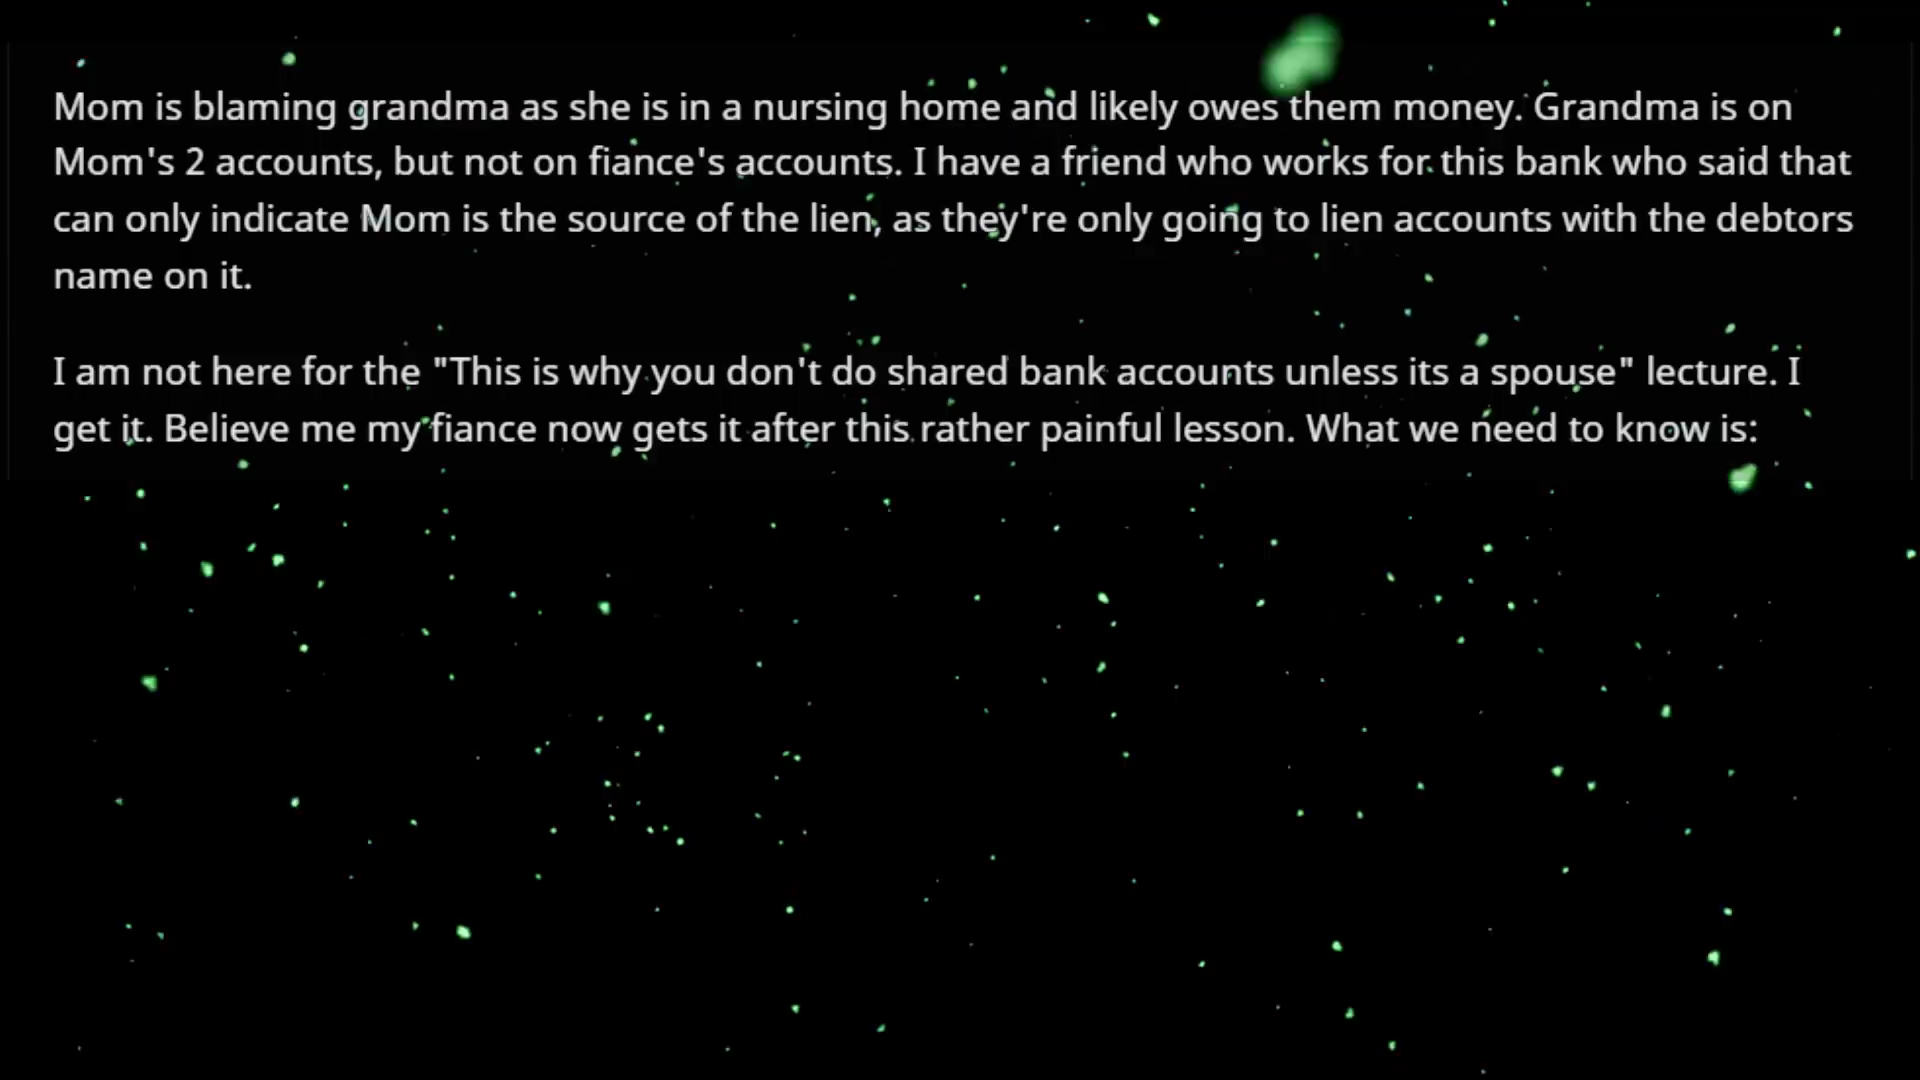 Mom is blaming grandma as she is in a nursing home and likely owes them money. Grandma is on
Mom's 2 accounts, but not on fiance's accounts. I have a friend who works for this bank who said that
can only indicate Mom is the source of the lien, as they're only going to lien accounts with the debtors
name on it.
I am not here for the "This is why you don't do shared bank accounts unless its a spouse" lecture. I
get it. Believe me my fiance now gets it after this rather painful lesson. What we need to know is: